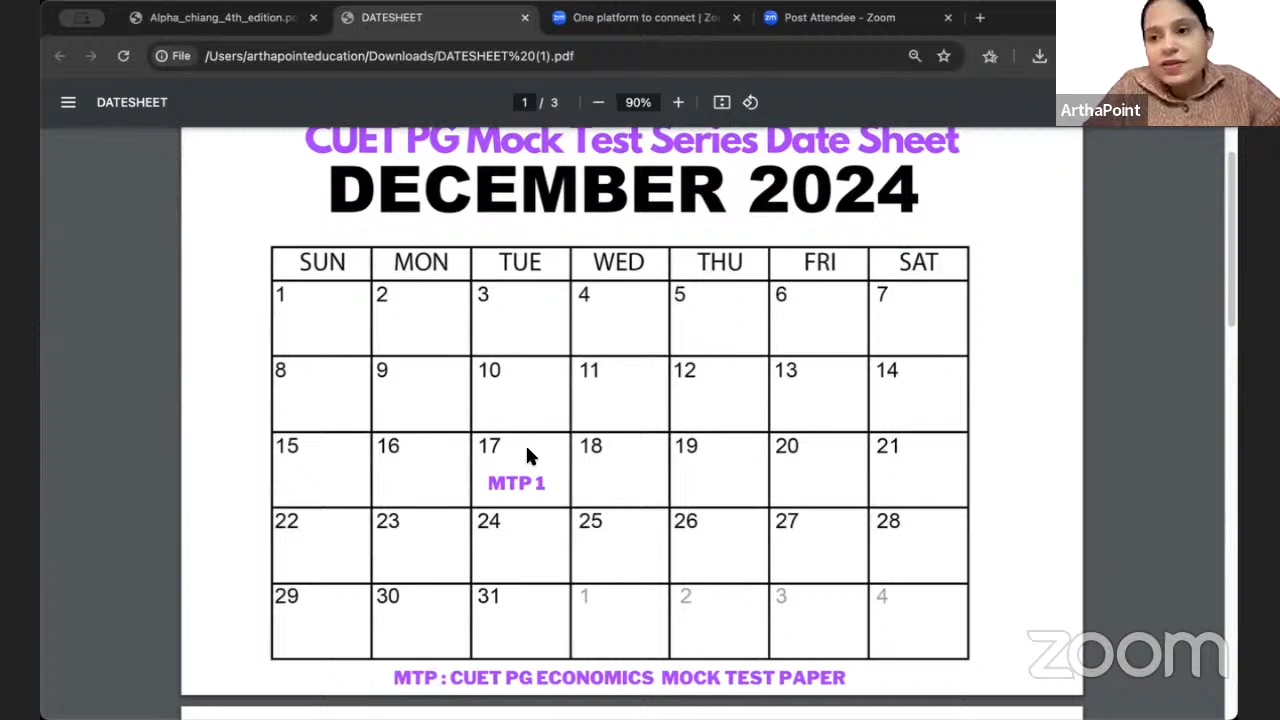 Alpha_chiang_4th_edition.pd
DATESHEET
One platform to connect | Zo
Post Attendee - Zoom
File
/Users/arthapointeducation/Downloads/DATESHEET%20(1).pdf
DATESHEET
1 / 3
90%
ArthaPoint
CUET PG Mock Test Series Date Sheet
DECEMBER 2024
SUN MON TUE WED THU FRI SAT
1 2 3 4 5 6 7
8 9 10 11 12 13 14
15 16 17 18 19 20 21
MTP 1
22 23 24 25 26 27 28
29 30 31 1 2 3 4
MTP : CUET PG ECONOMICS MOCK TEST PAPER
zoom